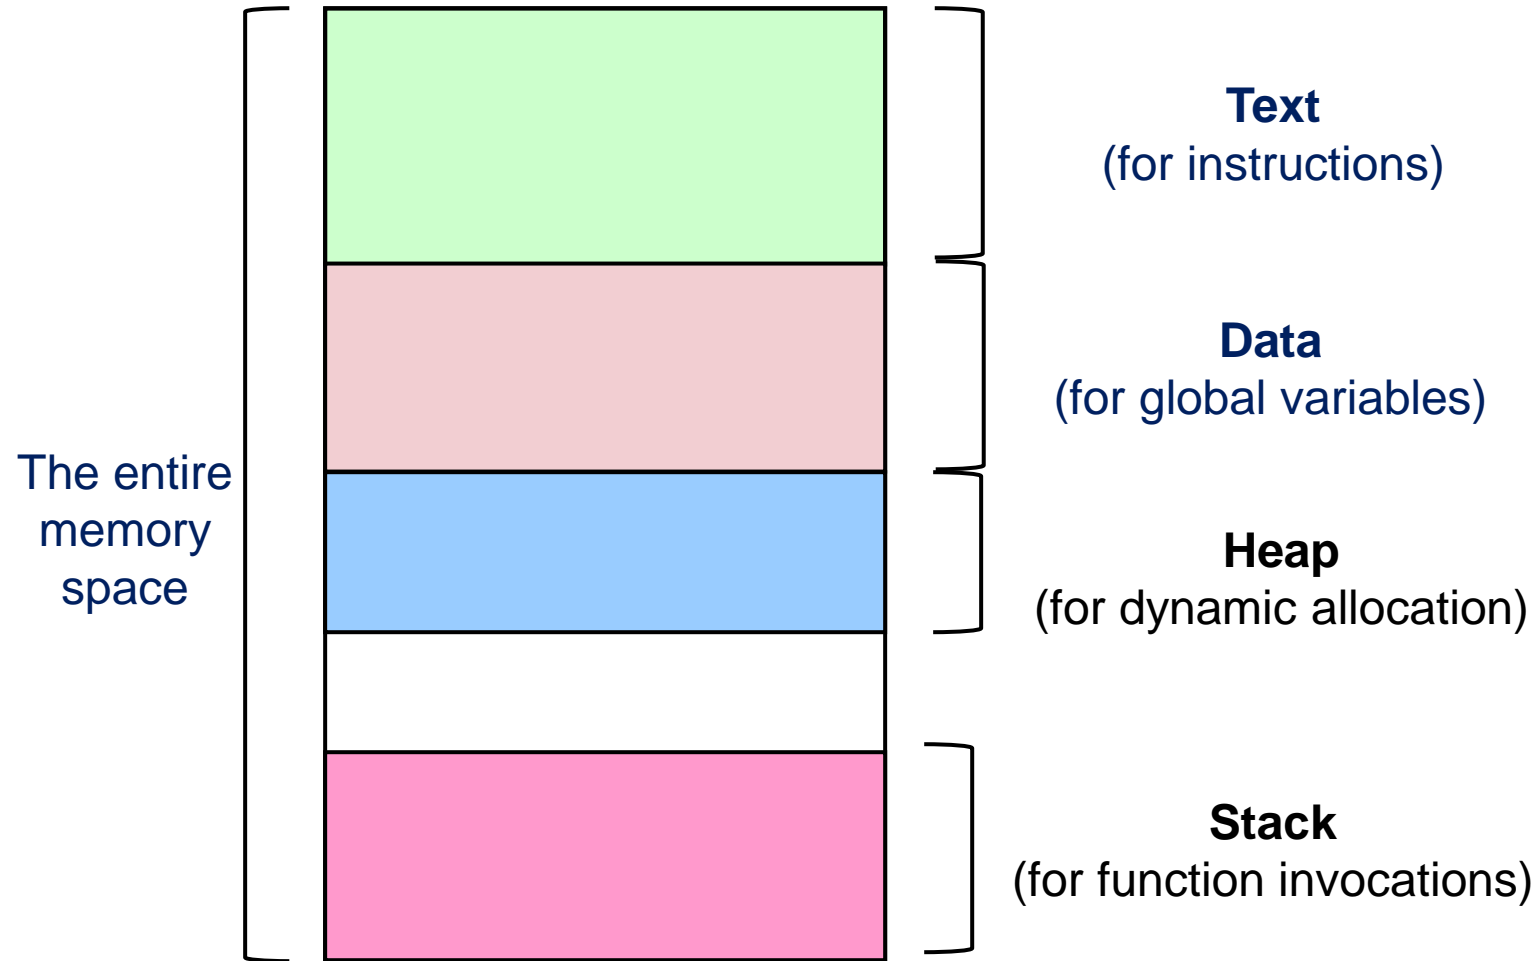 Text
(for instructions)
Data
(for global variables)
The entire
memory
space
Heap
(for dynamic allocation)
Stack
(for function invocations)